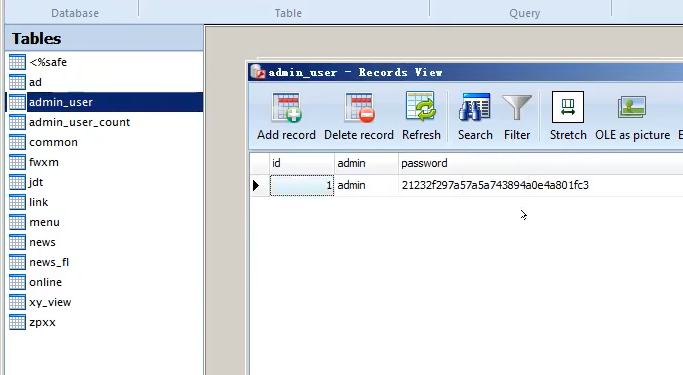 Database Table Query
Tables
<%safe
ad
admin_user
admin_user_count
common
fwxm
jdt
link
menu
news
news_fl
online
xy_view
zpxx
admin_user - Records View
Add record Delete record Refresh Search Filter Stretch OLE as picture E
id admin password
1 admin 21232f297a57a5a743894a0e4a801fc3